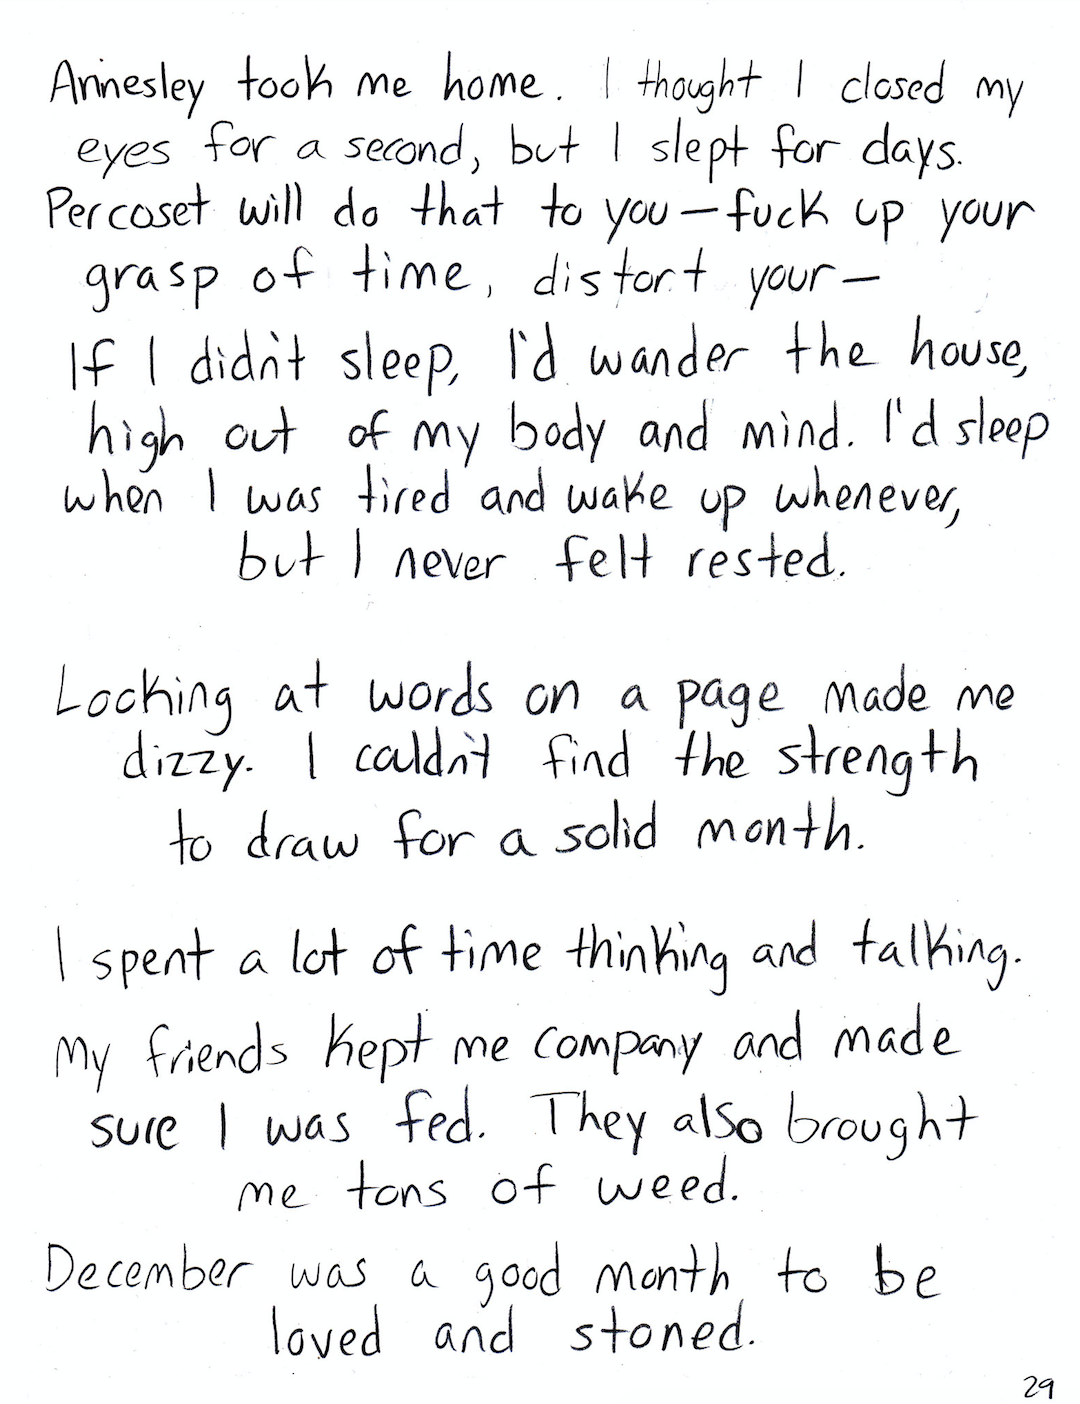 Annesley took me home. I thought I closed my
eyes for a second, but I slept for days.
Percoset will do that to you — fuck up your
grasp of time, distort your —
If I didn't sleep, I'd wander the house,
high out of my body and mind. I'd sleep
when I was tired and wake up whenever,
but I never felt rested.
Looking at words on a page made me
dizzy. I couldn't find the strength
to draw for a solid month.
I spent a lot of time thinking and talking.
My friends kept me company and made
sure I was fed. They also brought
me tons of weed.
December was a good month to be
loved and stoned.
29